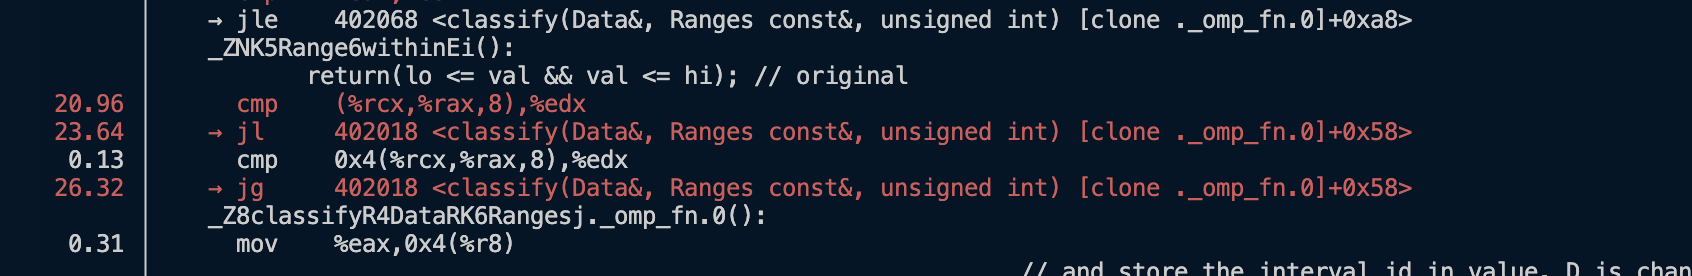 → jle 402068 <classify(Data&, Ranges const&, unsigned int) [clone ._omp_fn.0]+0xa8>
_ZNK5Range6withinEi():
return(lo <= val && val <= hi); // original
20.96 cmp (%rcx,%rax,8),%edx
23.64 → jl 402018 <classify(Data&, Ranges const&, unsigned int) [clone ._omp_fn.0]+0x58>
0.13 cmp 0x4(%rcx,%rax,8),%edx
26.32 → jg 402018 <classify(Data&, Ranges const&, unsigned int) [clone ._omp_fn.0]+0x58>
_Z8classifyR4DataRK6Rangesj._omp_fn.0():
0.31 mov %eax,0x4(%r8)
// and store the interval id in value. D is